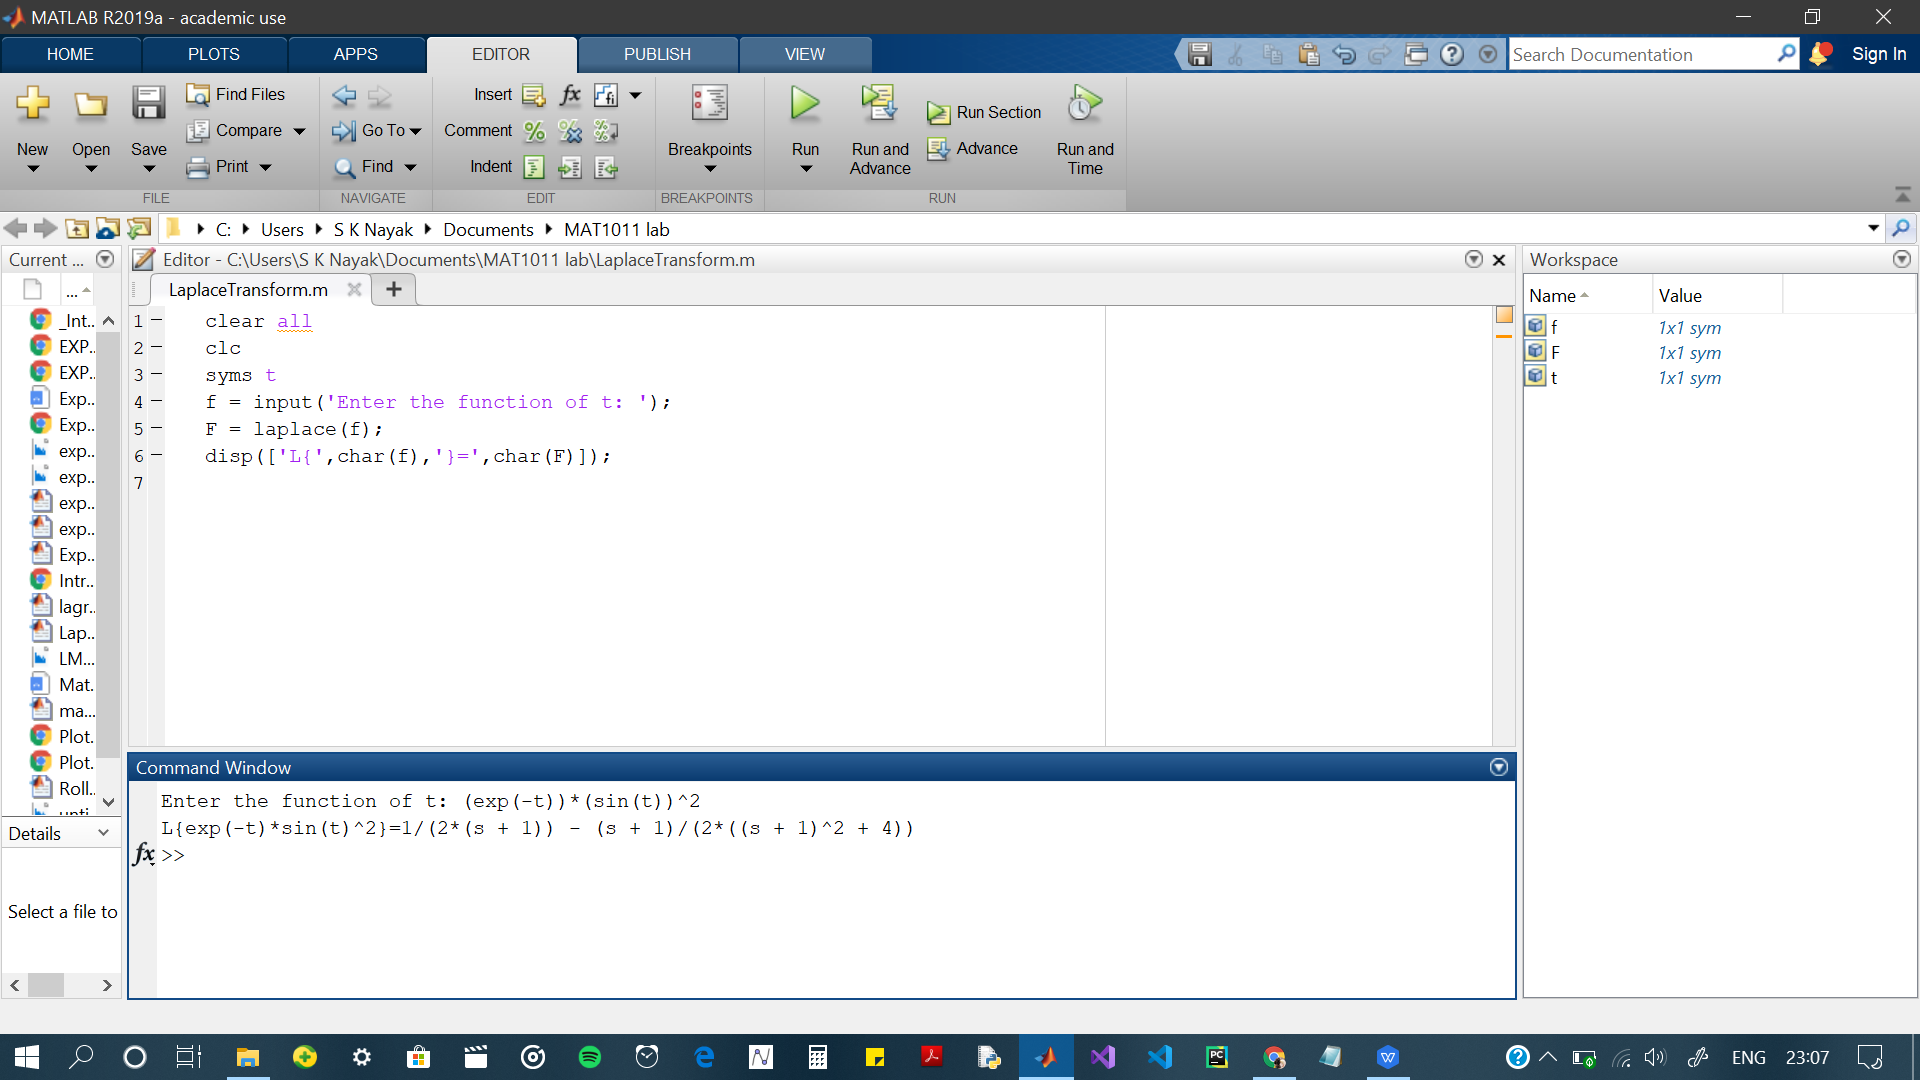 MATLAB R2019a - academic use
HOME PLOTS APPS EDITOR PUBLISH VIEW
Search Documentation
Sign In
New
Open
Save
Find Files
Compare
Print
FILE
Go To
Find
NAVIGATE
Insert
Comment
Indent
EDIT
Breakpoints
BREAKPOINTS
Run
Run and Advance
Run Section
Advance
Run and Time
RUN
C: Users S K Nayak Documents MAT1011 lab
Current ...
...
_Int..
EXP..
EXP..
Exp..
Exp..
exp..
exp..
exp..
exp..
Exp..
Intr..
lagr..
Lap..
LM...
Mat.
ma...
Plot.
Plot.
Roll..
Details
Select a file to
Editor - C:\Users\S K Nayak\Documents\MAT1011 lab\LaplaceTransform.m
LaplaceTransform.m
1 clear all
2 clc
3 syms t
4 f = input('Enter the function of t: ');
5 F = laplace(f);
6 disp(['L{',char(f),'}=',char(F)]);
7
Command Window
Enter the function of t: (exp(-t))*(sin(t))^2
L{exp(-t)*sin(t)^2}=1/(2*(s + 1)) - (s + 1)/(2*((s + 1)^2 + 4))
fx >>
Workspace
Name Value
f 1x1 sym
F 1x1 sym
t 1x1 sym
ENG 23:07